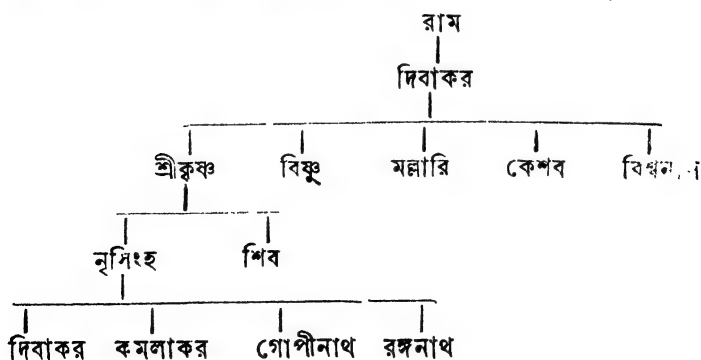 রাম
দিবাকর
শ্রীকৃষ্ণ বিষ্ণু মল্লারি কেশব
নৃসিংহ শিব
দিবাকর কমলাকর গোপীনাথ রঙ্গনাথ